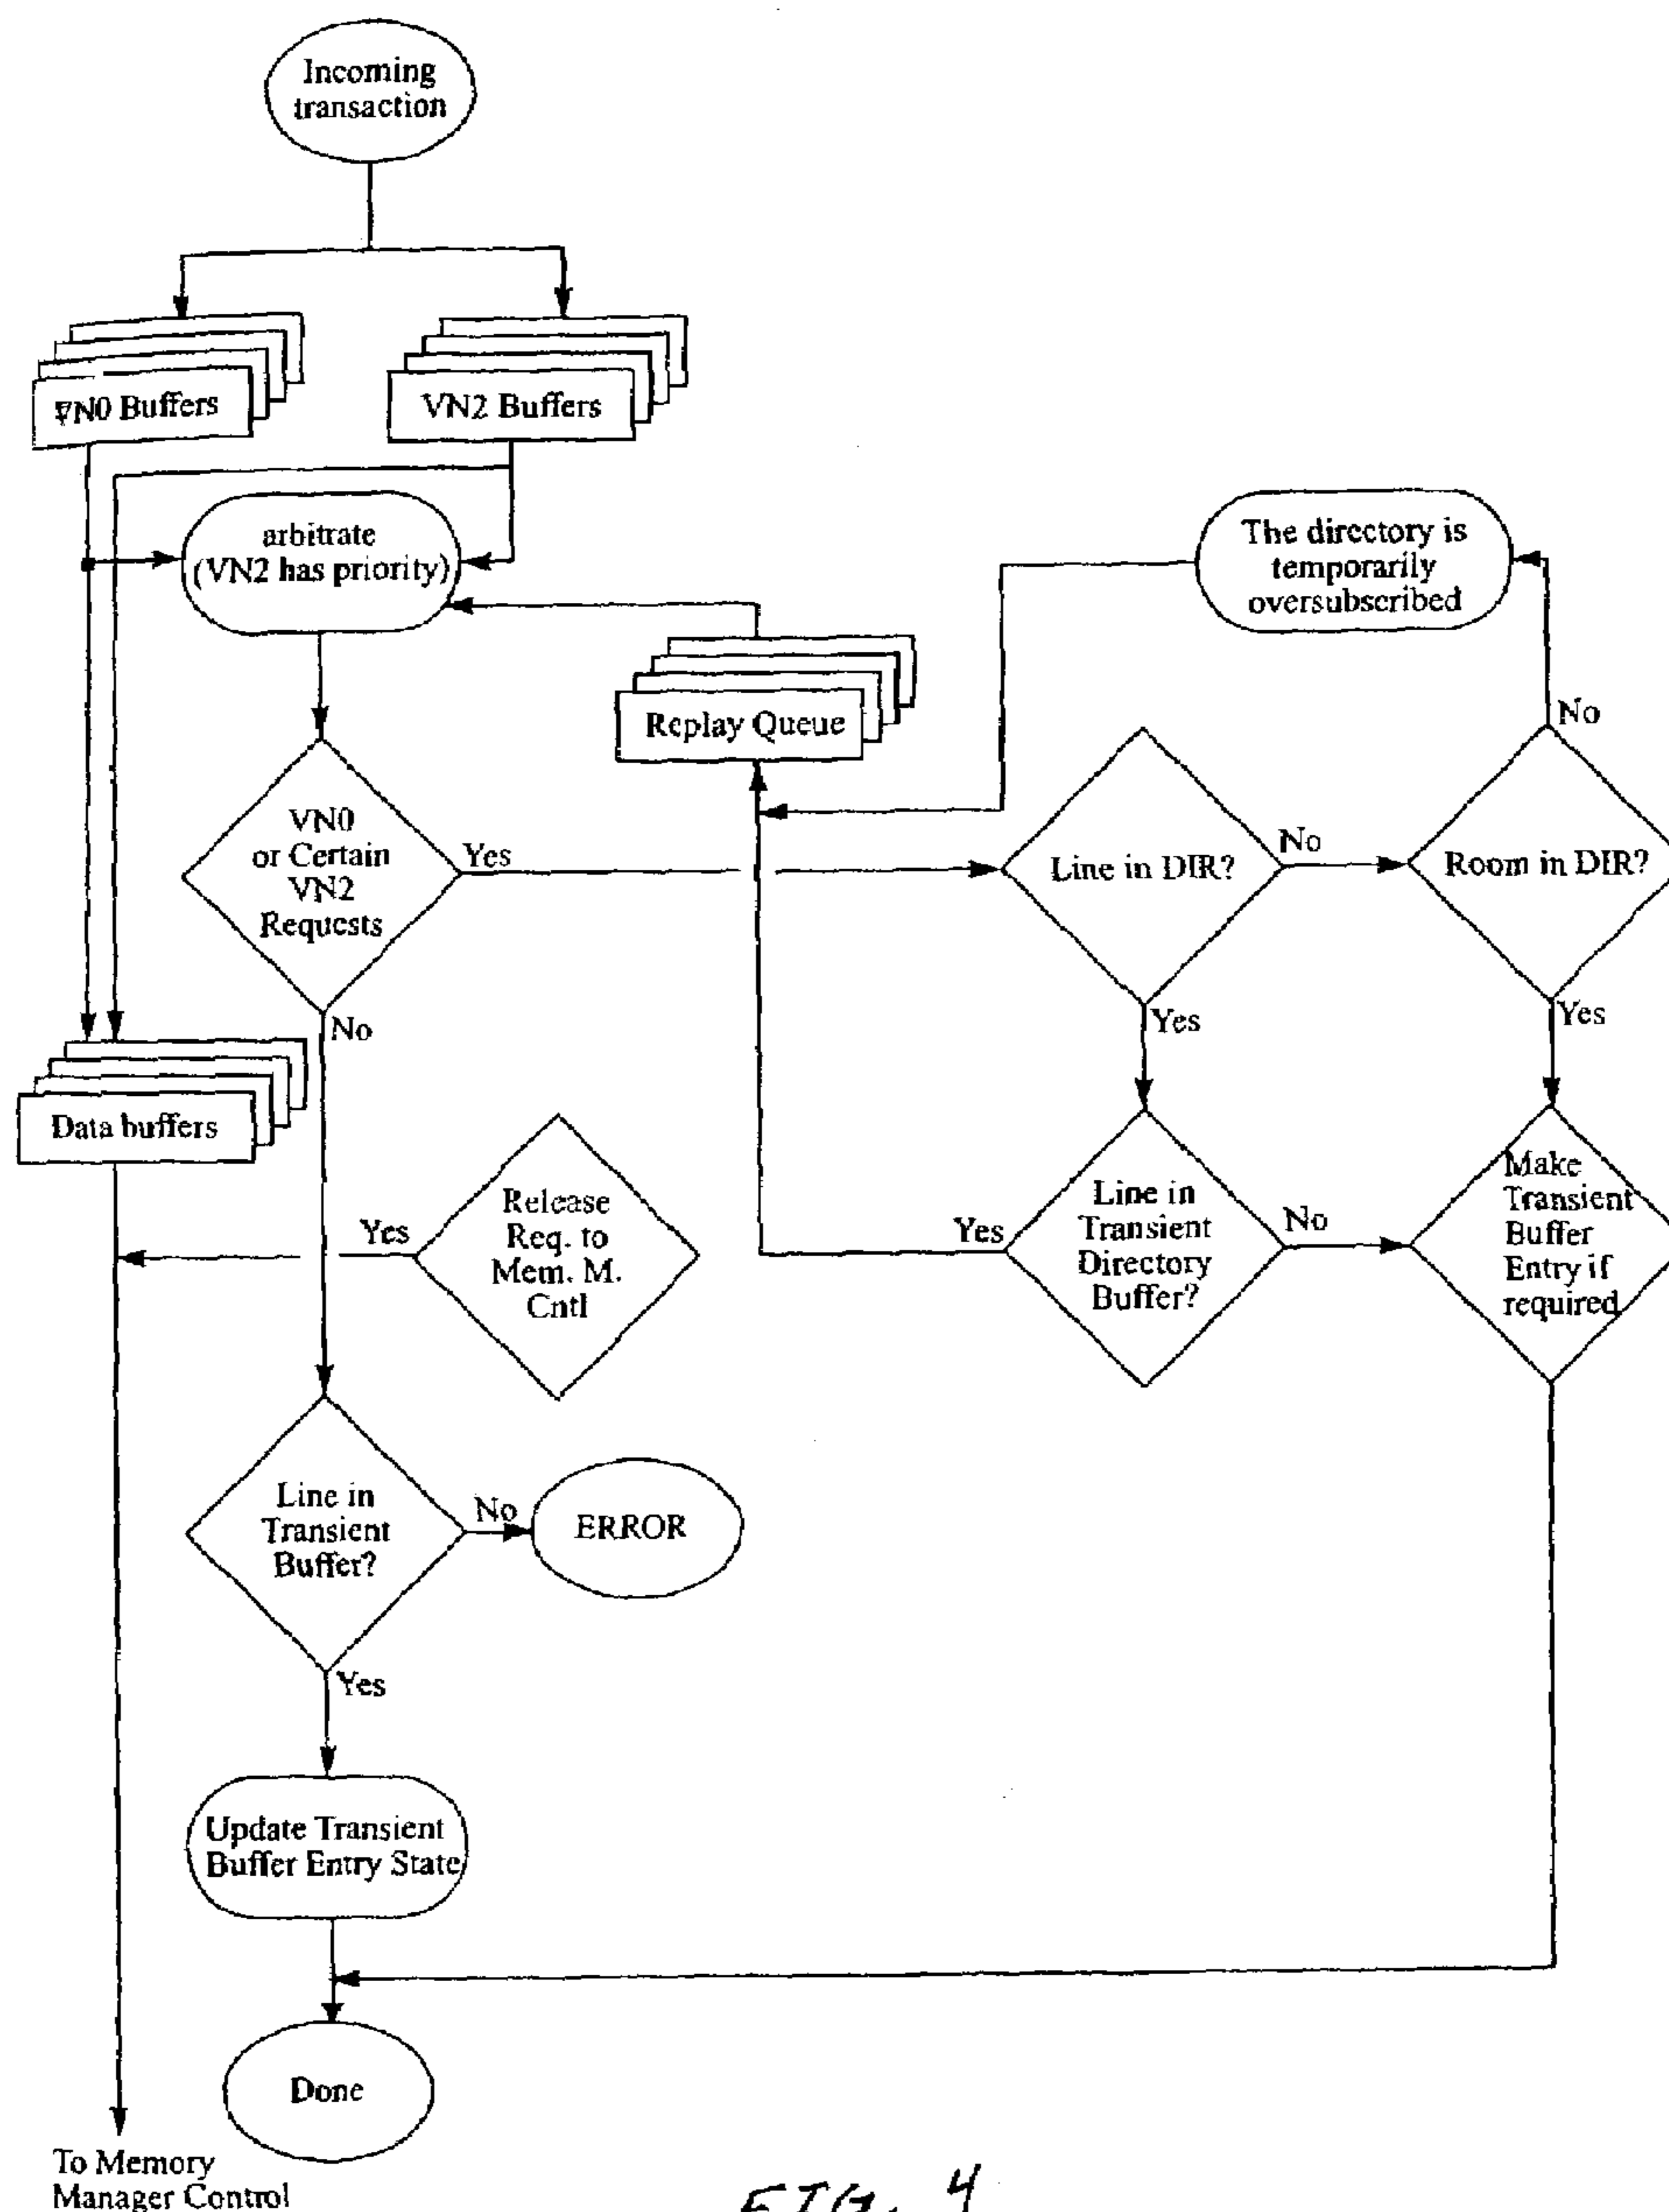 Incoming
transaction
VN0 Buffers
VN2 Buffers
arbitrate
(VN2 has priority)
The directory is
temporarily
oversubscribed
Replay Queue
No
VN0
or Certain
VN2
Requests
Yes
Line in DIR?
No
Room in DIR?
No
Yes
Yes
Data buffers
Release
Req. to
Mem. M.
Cntl
Yes
Line in
Transient
Directory
Buffer?
Yes
No
Make
Transient
Buffer
Entry if
required
Line in
Transient
Buffer?
No
ERROR
Yes
Update Transient
Buffer Entry State
Done
To Memory
Manager Control
FIG. 4